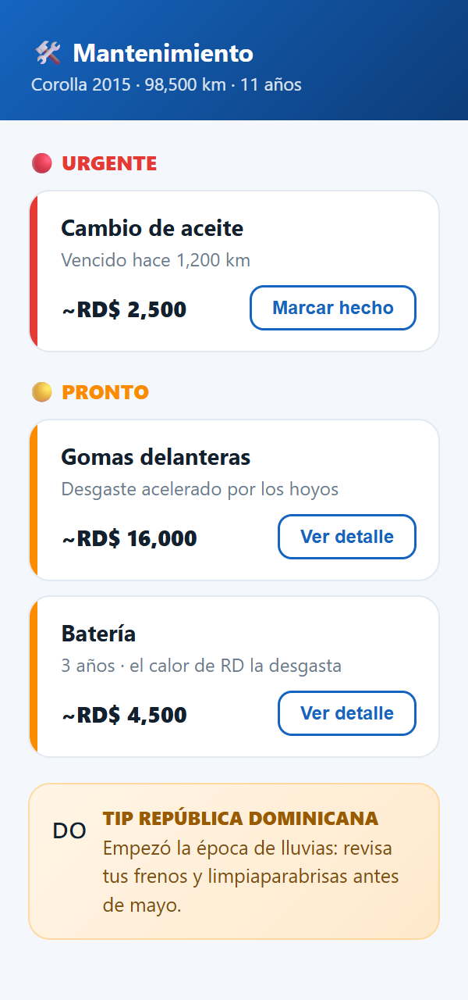 🛠️ Mantenimiento
Corolla 2015 · 98,500 km · 11 años
🔴 URGENTE
Cambio de aceite
Vencido hace 1,200 km
~RD$ 2,500
Marcar hecho
🟡 PRONTO
Gomas delanteras
Desgaste acelerado por los hoyos
~RD$ 16,000
Ver detalle
Batería
3 años · el calor de RD la desgasta
~RD$ 4,500
Ver detalle
DO
TIP REPÚBLICA DOMINICANA
Empezó la época de lluvias: revisa
tus frenos y limpiaparabrisas antes
de mayo.